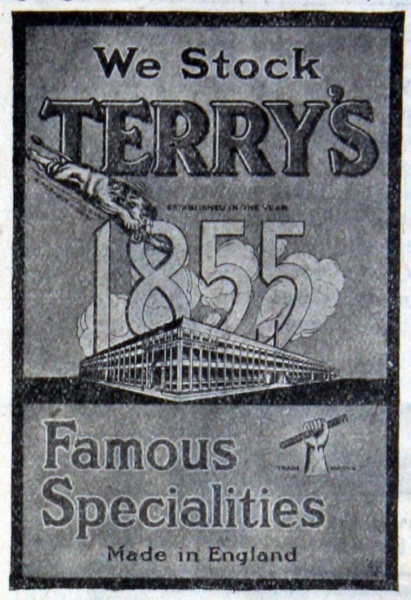 We Stock
TERRY'S
ESTABLISHED IN THE YEAR
1855
Famous
TRADE MARK
Specialities
Made in England